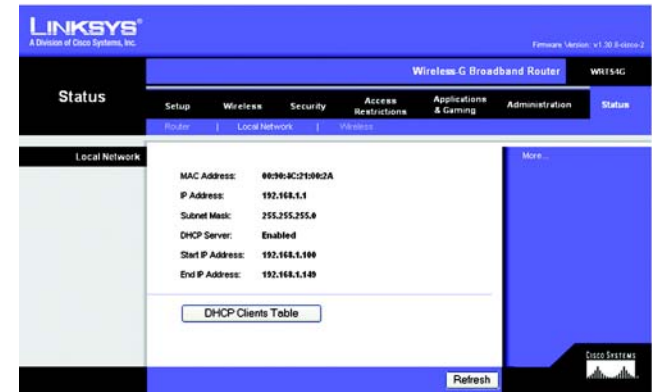 LINKSYS®
A Division of Cisco Systems, Inc.
Firmware Version: v1.30.0-cisco-2
Wireless-G Broadband Router WRT54G
Status
Setup Wireless Security Access Restrictions Applications & Gaming Administration Status
Router | Local Network | Wireless
Local Network
More...
MAC Address: 00:90:4C:21:00:2A
IP Address: 192.168.1.1
Subnet Mask: 255.255.255.0
DHCP Server: Enabled
Start IP Address: 192.168.1.100
End IP Address: 192.168.1.149
DHCP Clients Table
Refresh
CISCO SYSTEMS